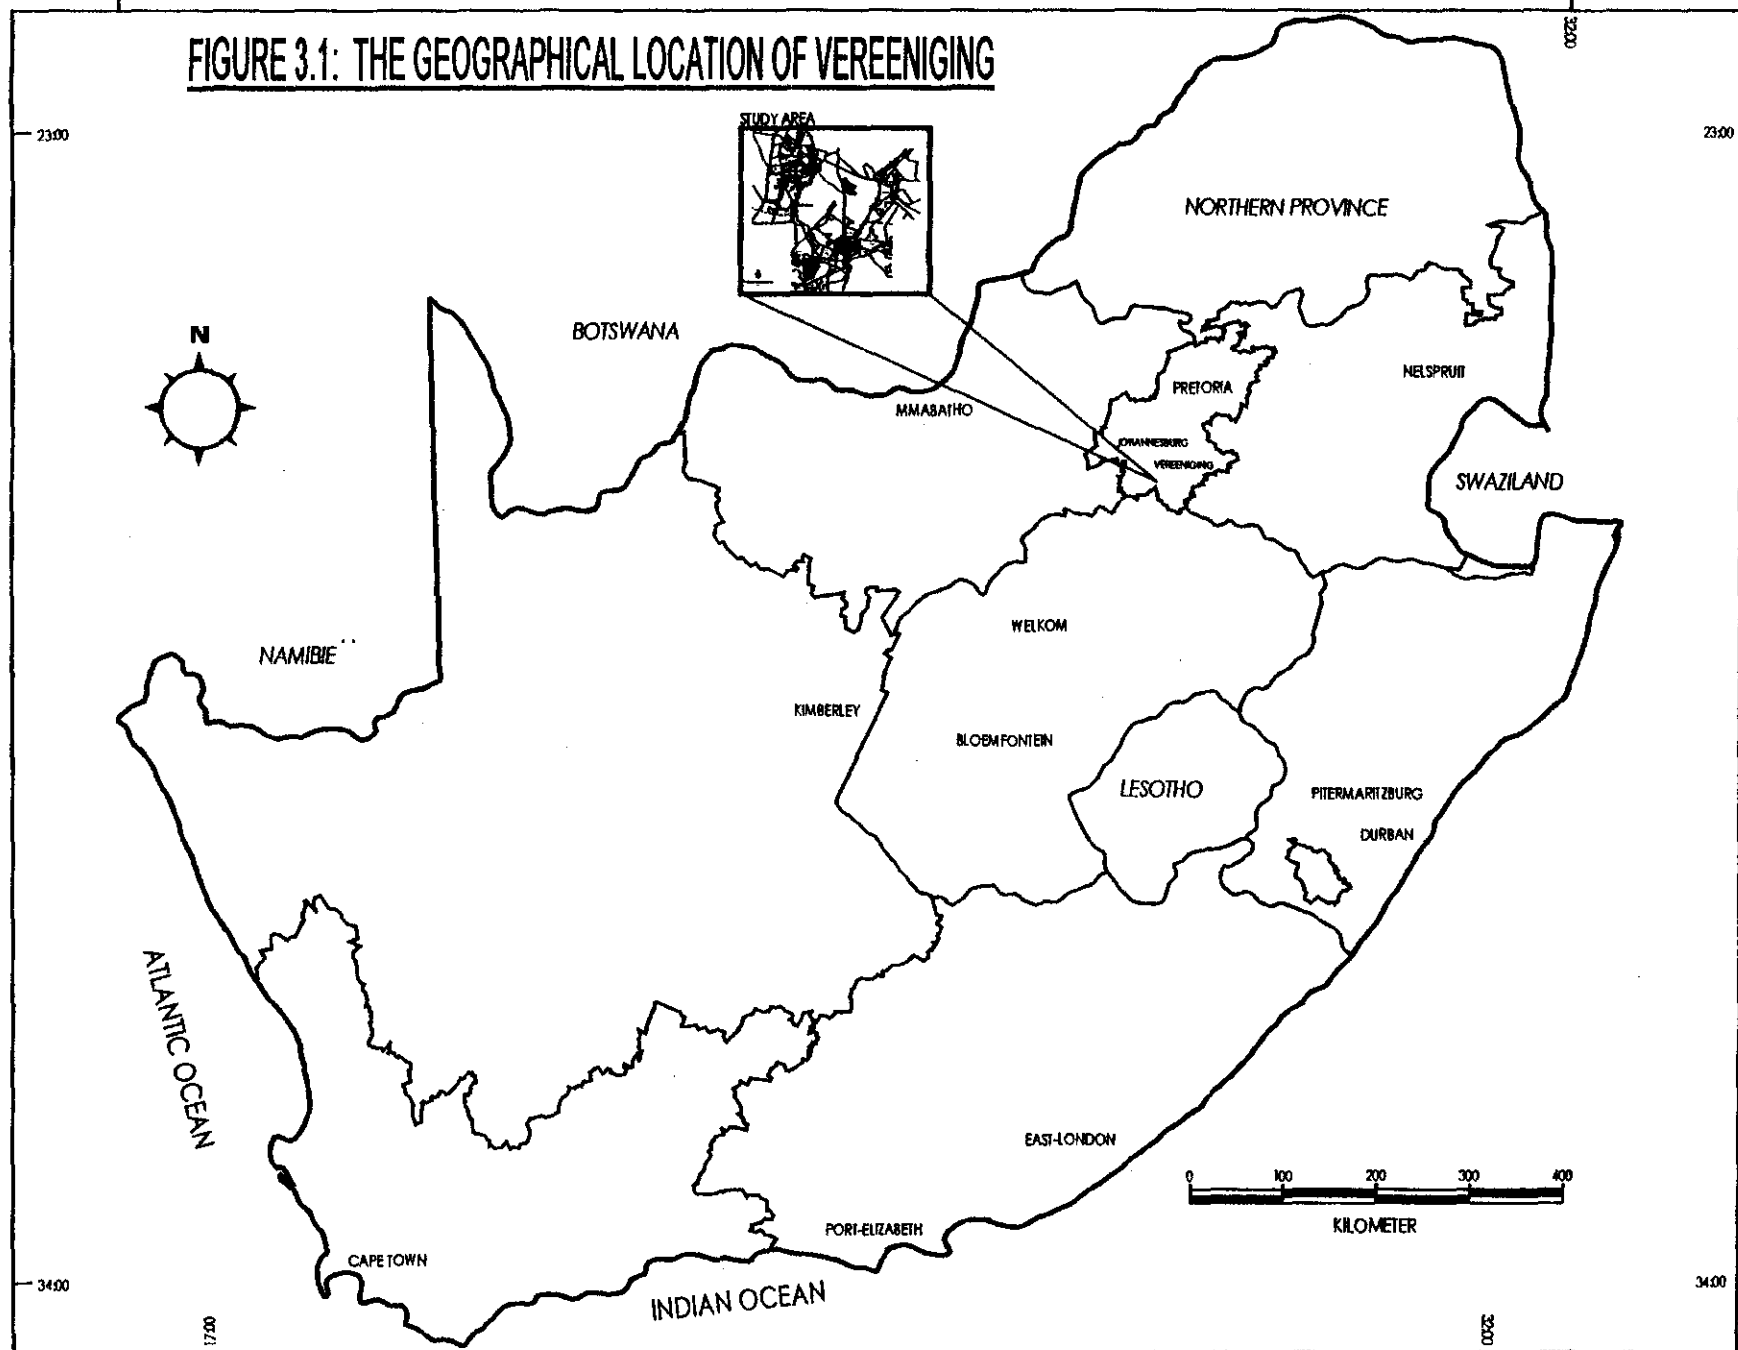 32:00
FIGURE 3.1: THE GEOGRAPHICAL LOCATION OF VEREENIGING
STUDY AREA
23:00
23:00
NORTHERN PROVINCE
N
BOTSWANA
NELSPRUIT
PRETORIA
MMABATHO
JOHANNESBURG
VEREENIGING
SWAZILAND
WELKOM
NAMIBIE
KIMBERLEY
BLOEMFONTEIN
LESOTHO
PITERMARITZBURG
DURBAN
ATLANTIC OCEAN
EAST-LONDON
0 100 200 300 400
KILOMETER
PORT-ELIZABETH
CAPE TOWN
34:00
34:00
INDIAN OCEAN
17:00
32:00